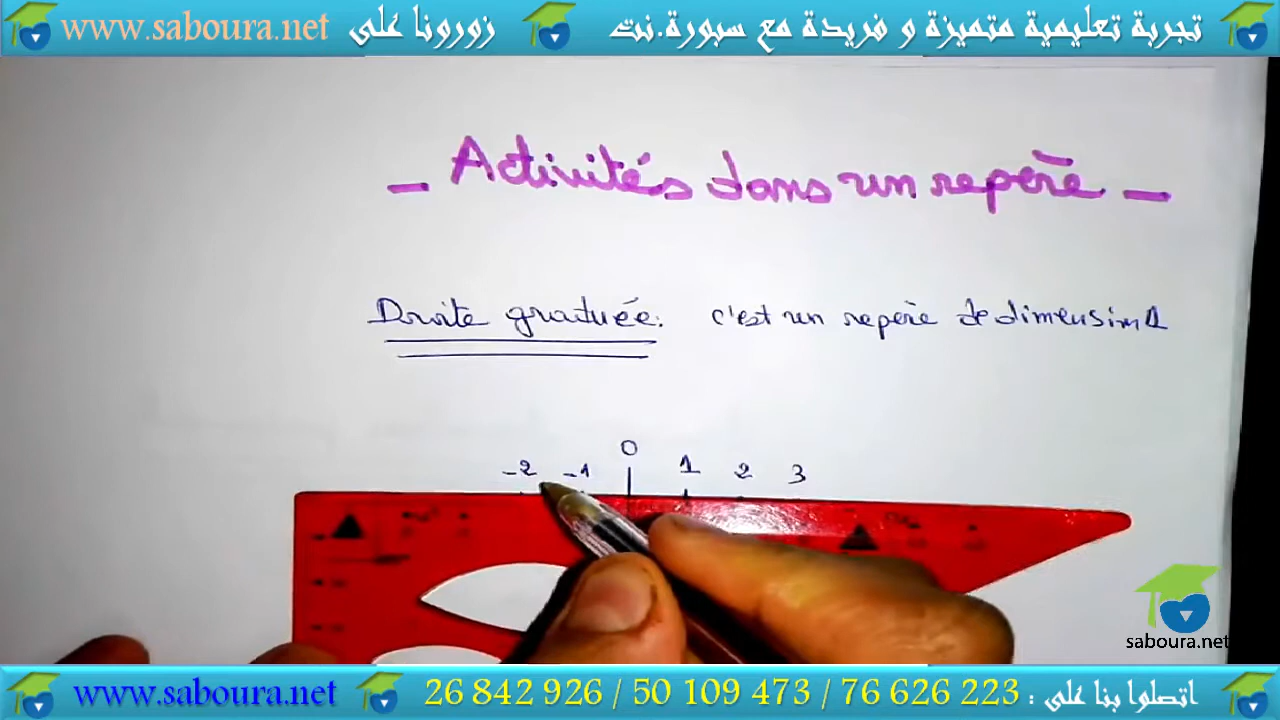 www.saboura.net زورونا على تجربة تعليمية متميزة و فريدة مع سبورة.نت
- Activités dans un repère -
Droite graduée: c'est un repère de dimension 1
0
-2 -1 1 2 3
saboura.net
www.saboura.net 26 842 926 / 50 109 473 / 76 626 223 : اتصلوا بنا على